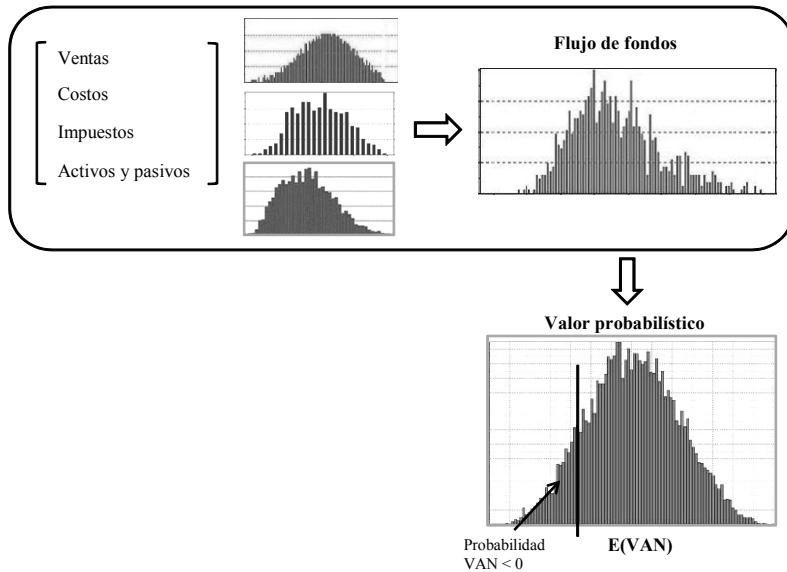 Ventas
Costos
Impuestos
Activos y pasivos
Flujo de fondos
Valor probabilístico
Probabilidad
VAN < 0
E(VAN)